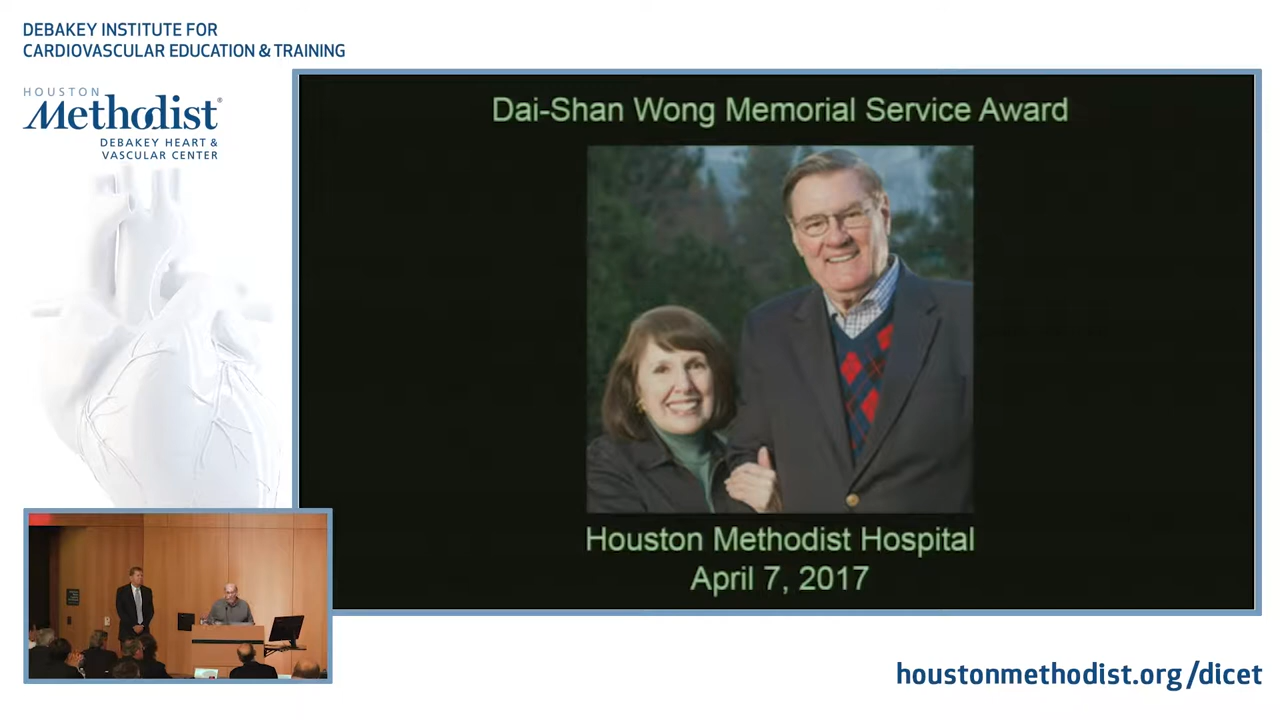 DEBAKEY INSTITUTE FOR
CARDIOVASCULAR EDUCATION & TRAINING
HOUSTON
Methodist®
DEBAKEY HEART &
VASCULAR CENTER
Dai-Shan Wong Memorial Service Award
Houston Methodist Hospital
April 7, 2017
houstonmethodist.org/dicet